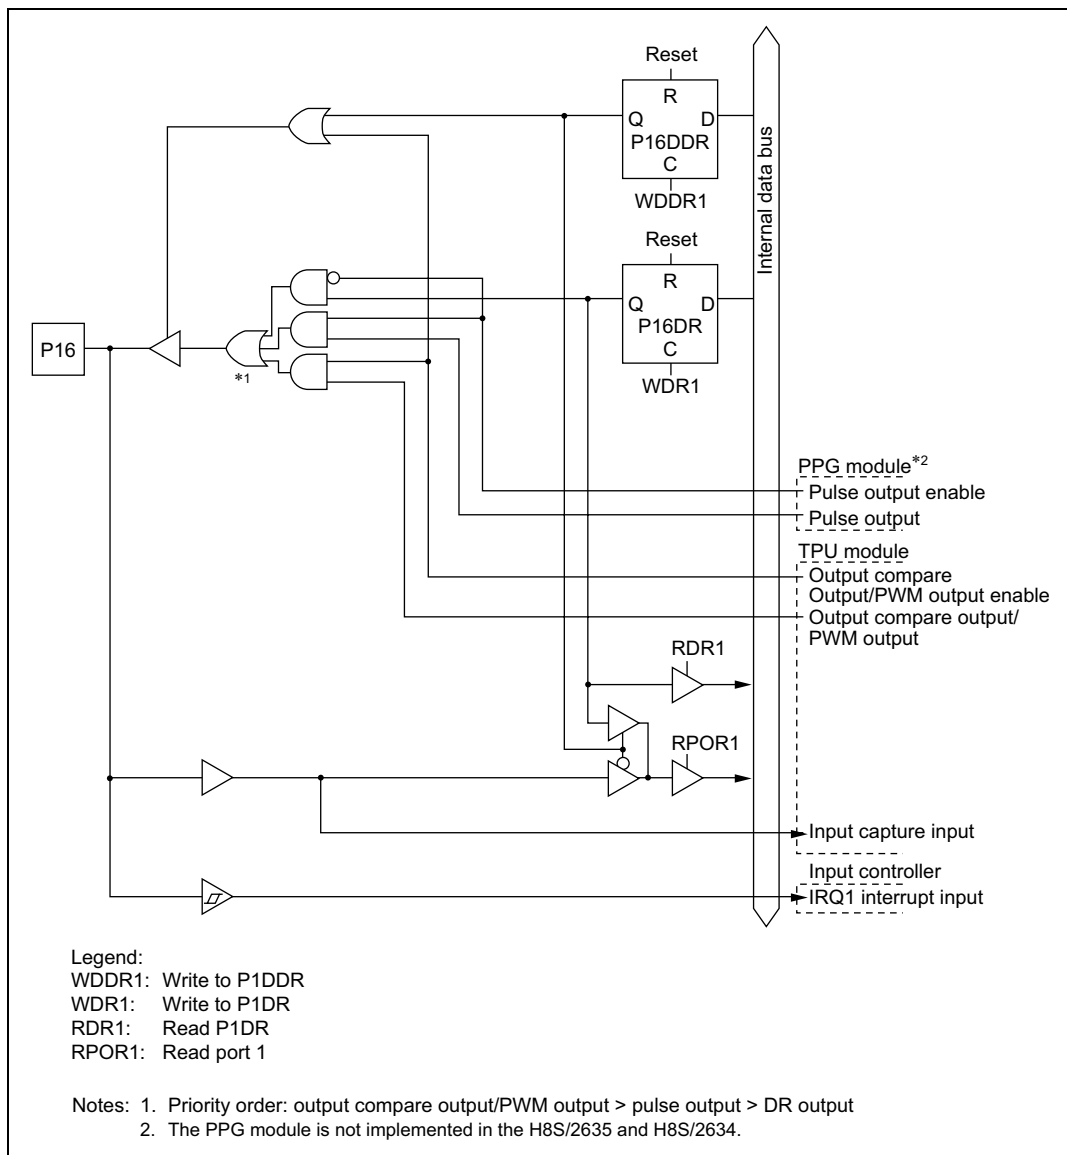 Reset
R
Q D
P16DDR
C
WDDR1
Internal data bus
Reset
R
Q D
P16DR
C
WDR1
P16
*1
PPG module*2
Pulse output enable
Pulse output
TPU module
Output compare
Output/PWM output enable
Output compare output/
PWM output
RDR1
RPOR1
Input capture input
Input controller
IRQ1 interrupt input
Legend:
WDDR1: Write to P1DDR
WDR1: Write to P1DR
RDR1: Read P1DR
RPOR1: Read port 1
Notes: 1. Priority order: output compare output/PWM output > pulse output > DR output
2. The PPG module is not implemented in the H8S/2635 and H8S/2634.